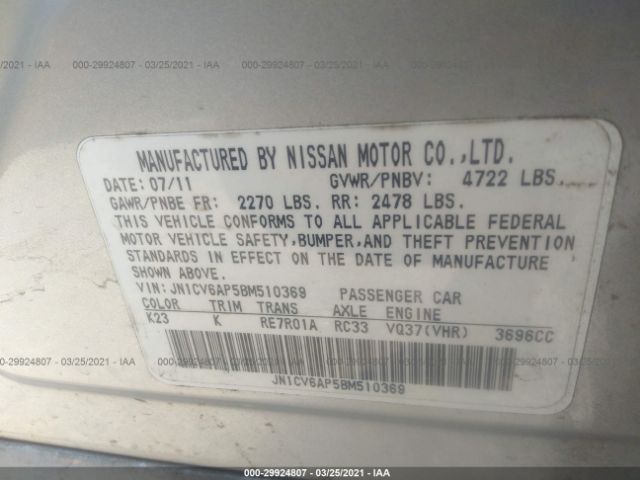 000-29924807 - 03/25/2021 - IAA
MANUFACTURED BY NISSAN MOTOR CO.,LTD.
DATE: 07/11 GVWR/PNBV: 4722 LBS.
GAWR/PNBE FR: 2270 LBS. RR: 2478 LBS.
THIS VEHICLE CONFORMS TO ALL APPLICABLE FEDERAL
MOTOR VEHICLE SAFETY,BUMPER,AND THEFT PREVENTION
STANDARDS IN EFFECT ON THE DATE OF MANUFACTURE
SHOWN ABOVE.
VIN: JN1CV6AP5BM510369 PASSENGER CAR
COLOR TRIM TRANS AXLE ENGINE
K23 K RE7R01A RC33 VQ37(VHR) 3696CC
JN1CV6AP5BM510369
000-29924807 - 03/25/2021 - IAA